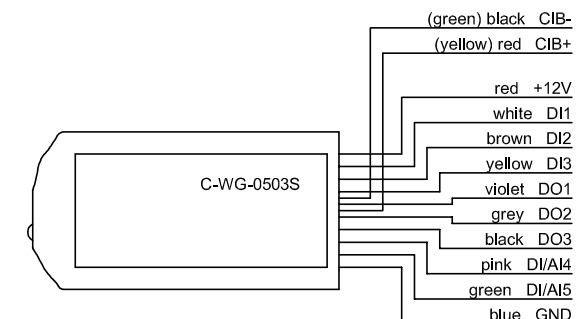 (green) black CIB-
(yellow) red CIB+
red +12V
white DI1
brown DI2
yellow DI3
violet DO1
grey DO2
black DO3
pink DI/AI4
green DI/AI5
blue GND
C-WG-0503S